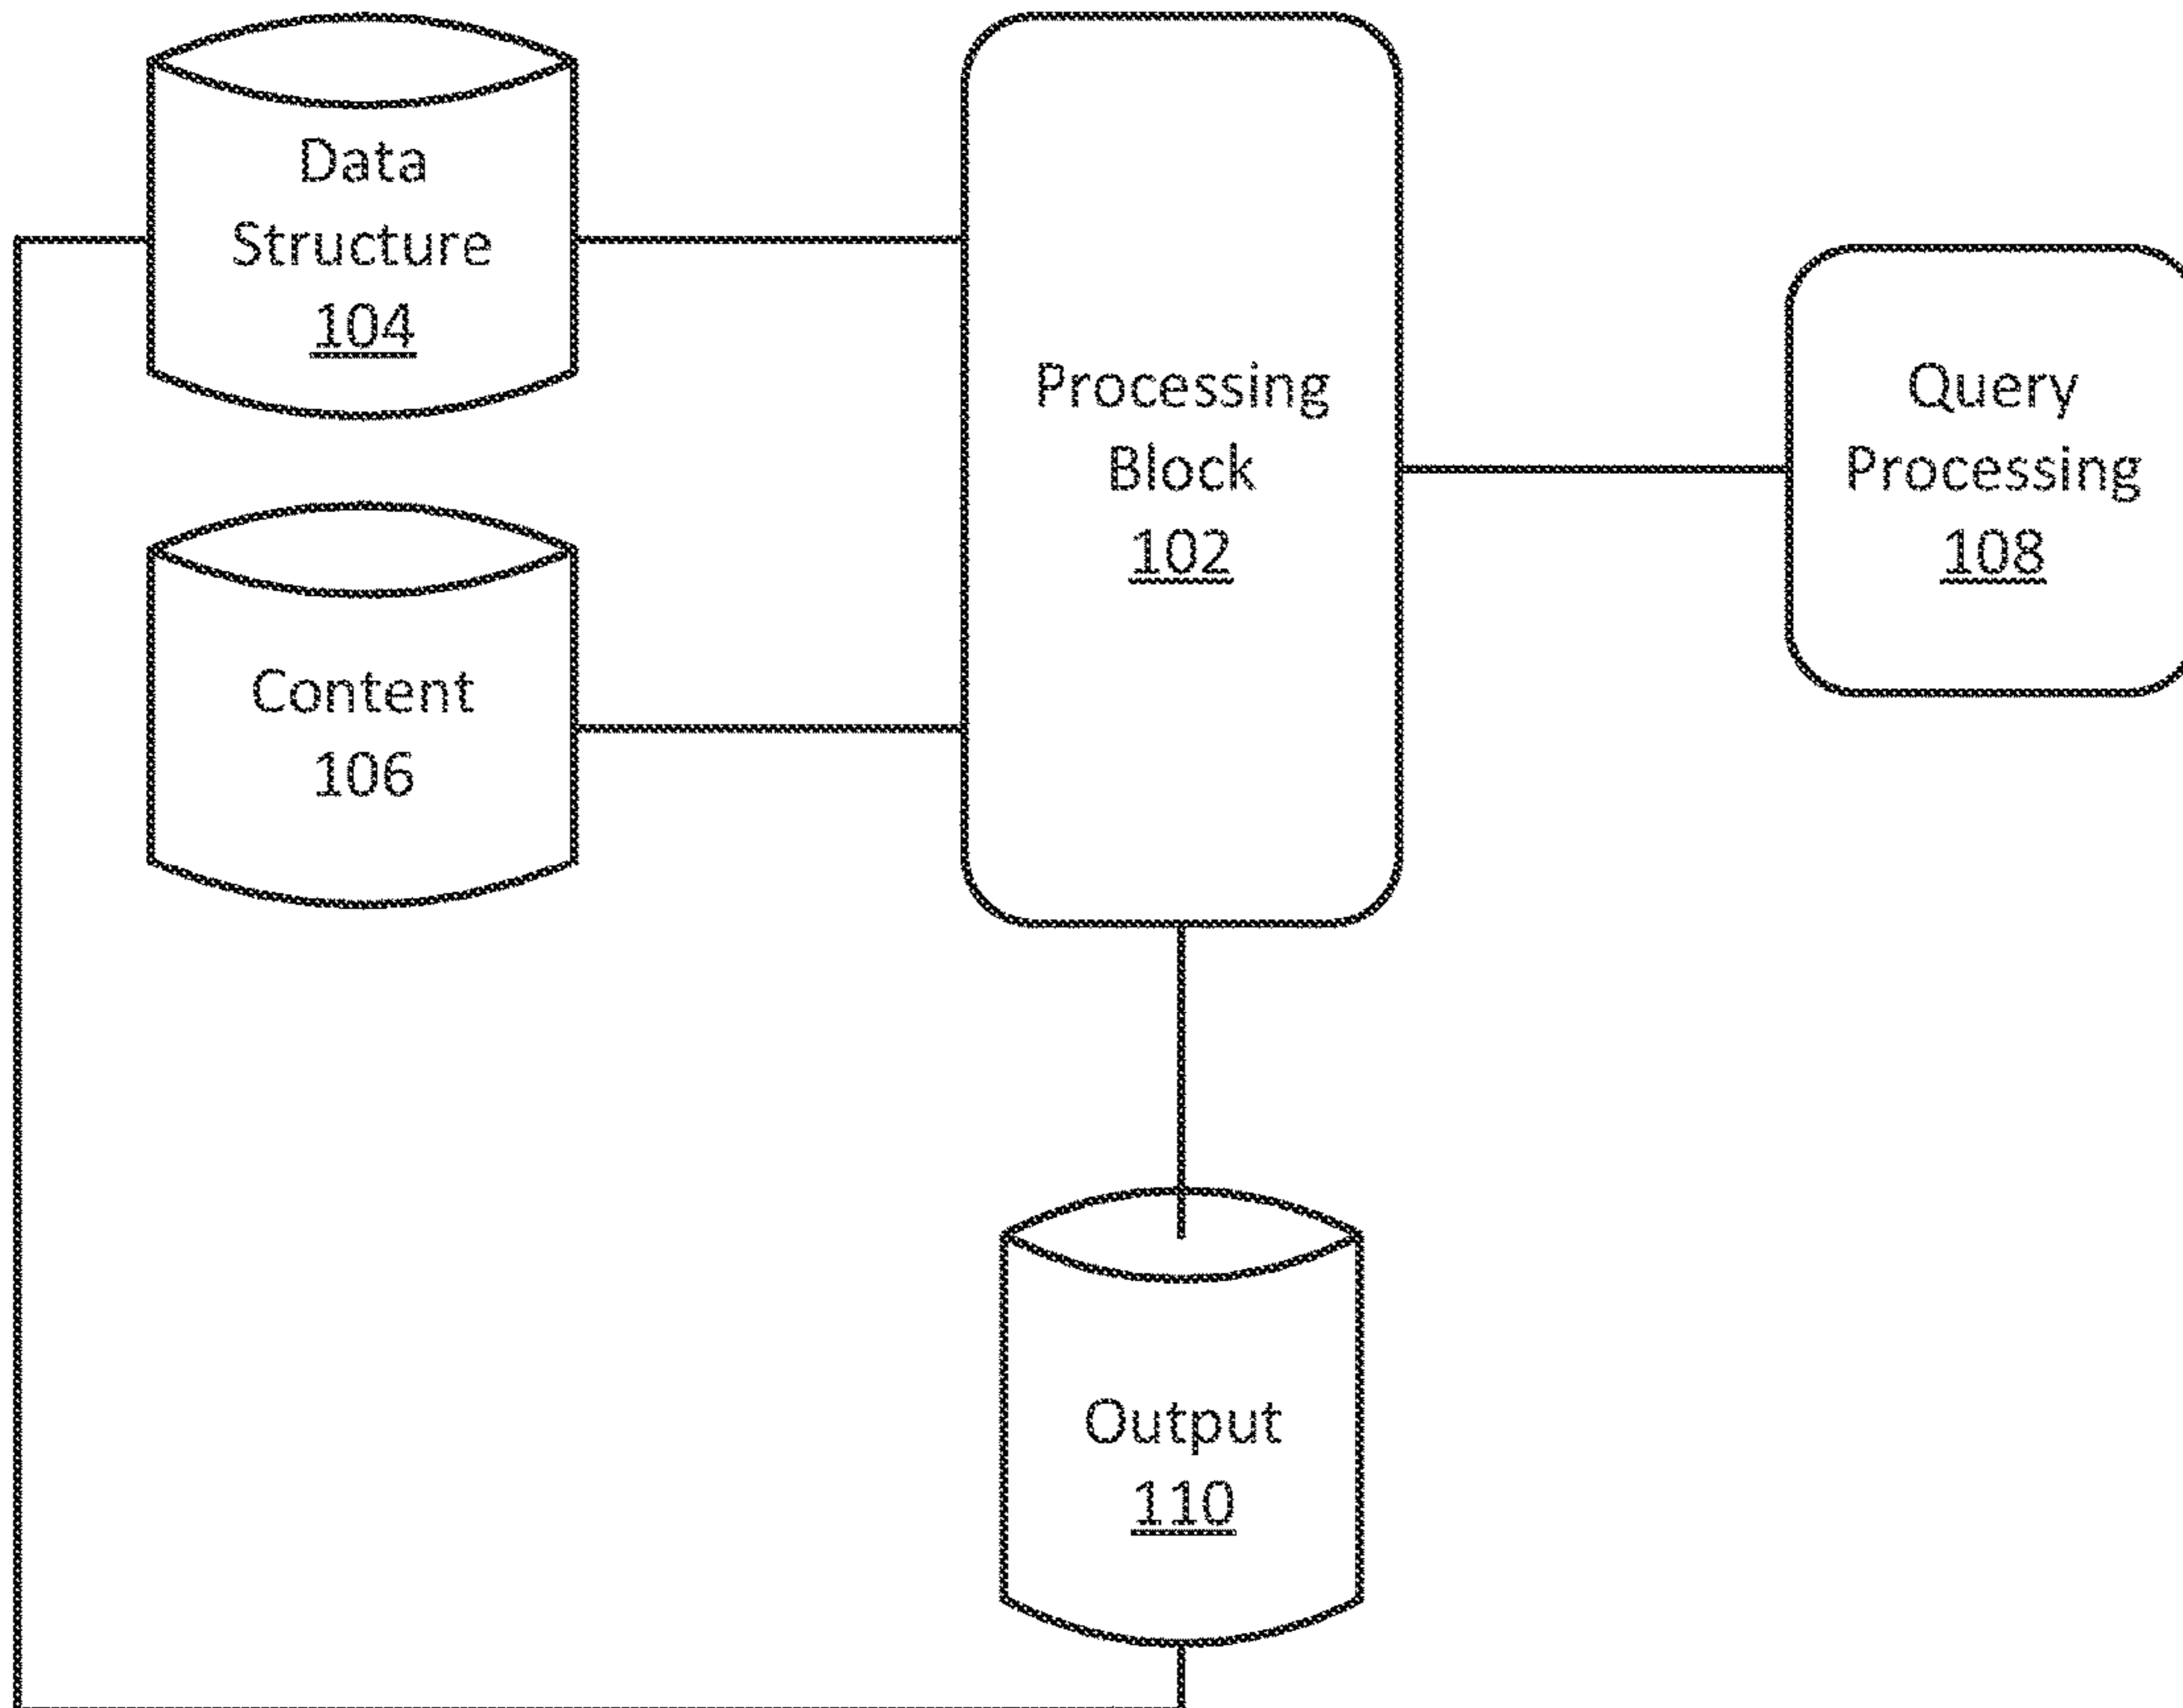 Data
Structure
104
Processing
Block
102
Query
Processing
108
Content
106
Output
110